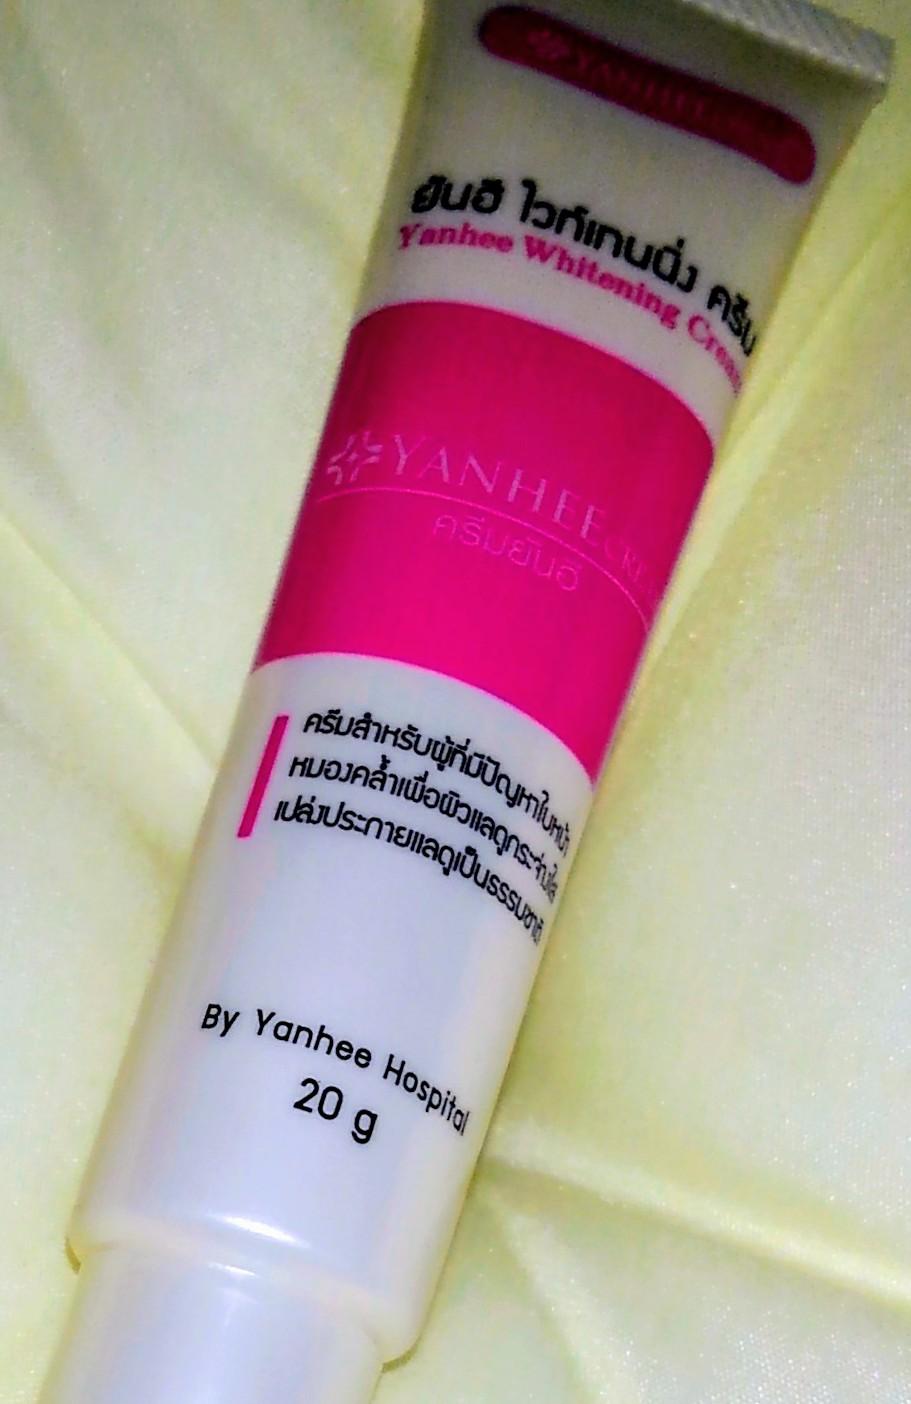 YANHEE
ยันฮี ไวท์เทนนิ่ง ครีม
Yanhee Whitening Cream
YANHEE CREAM
ครีมยันฮี
ครีมสำหรับผู้ที่มีปัญหาใบหน้า
หมองคล้ำเพื่อผิวแลดูกระจ่างใส
เปล่งประกายแลดูเป็นธรรมชาติ
By Yanhee Hospital
20 g